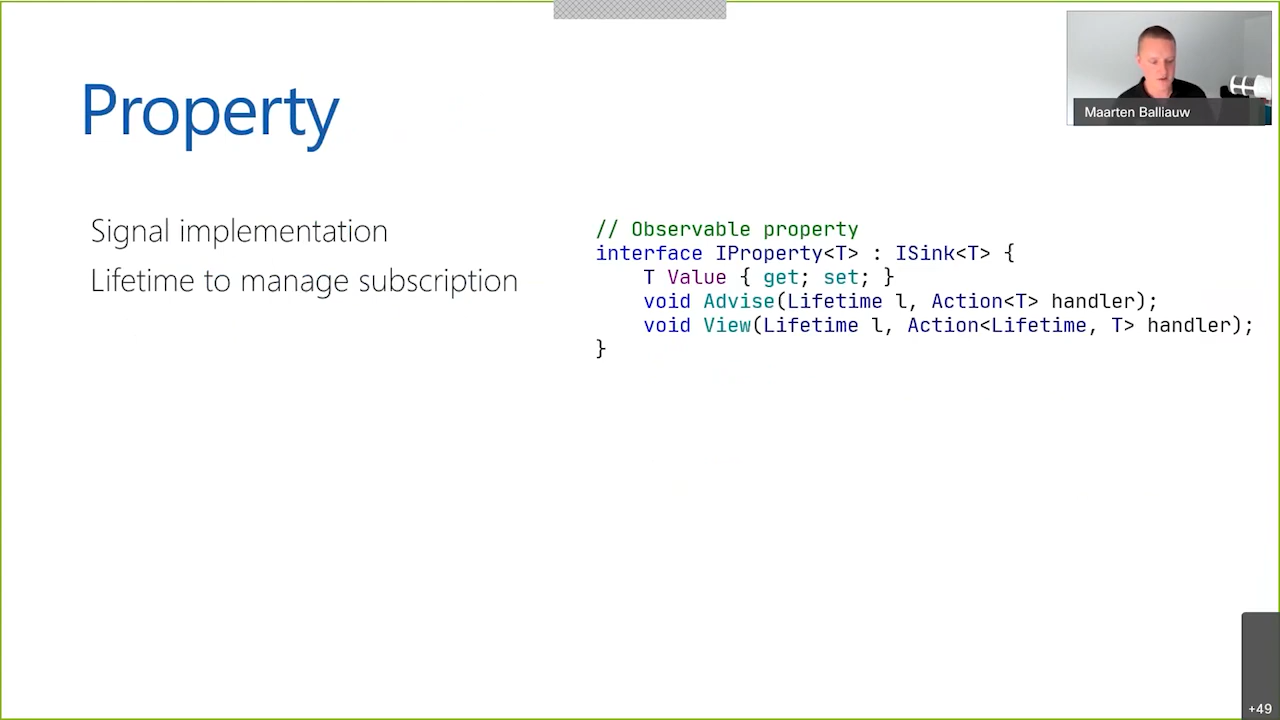 Property
Maarten Balliauw
Signal implementation
Lifetime to manage subscription
// Observable property
interface IProperty<T> : ISink<T> {
    T Value { get; set; }
    void Advise(Lifetime l, Action<T> handler);
    void View(Lifetime l, Action<Lifetime, T> handler);
}
+49